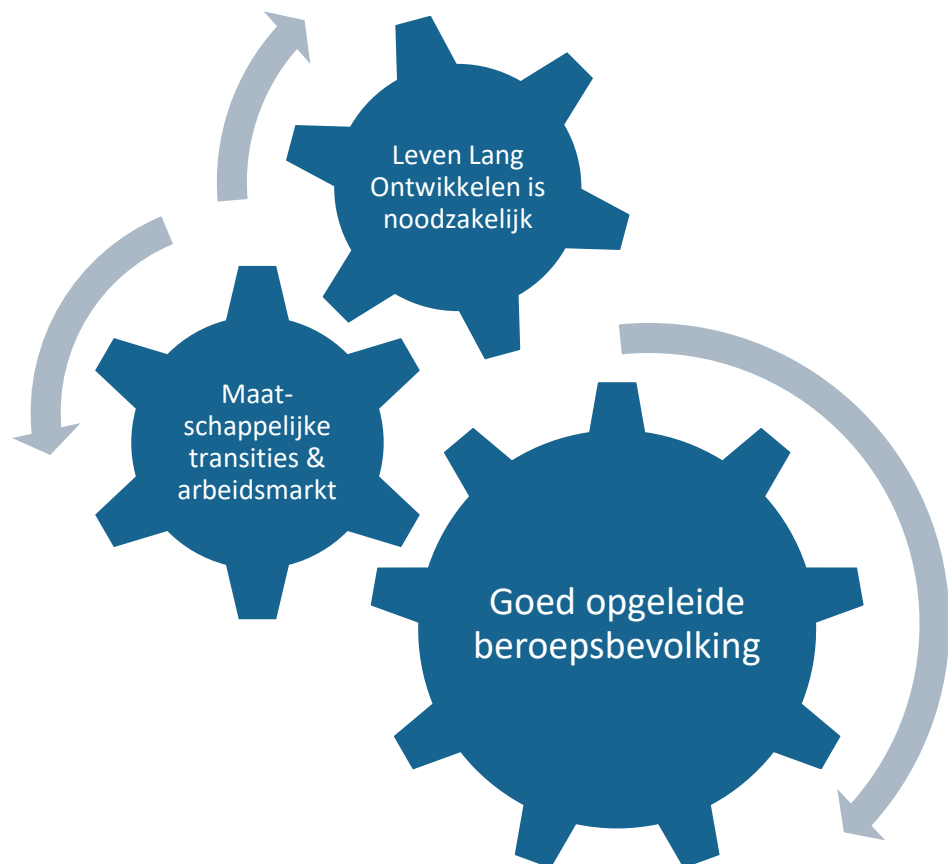 Leven Lang
Ontwikkelen is
noodzakelijk
Maat-
schappelijke
transities &
arbeidsmarkt
Goed opgeleide
beroepsbevolking